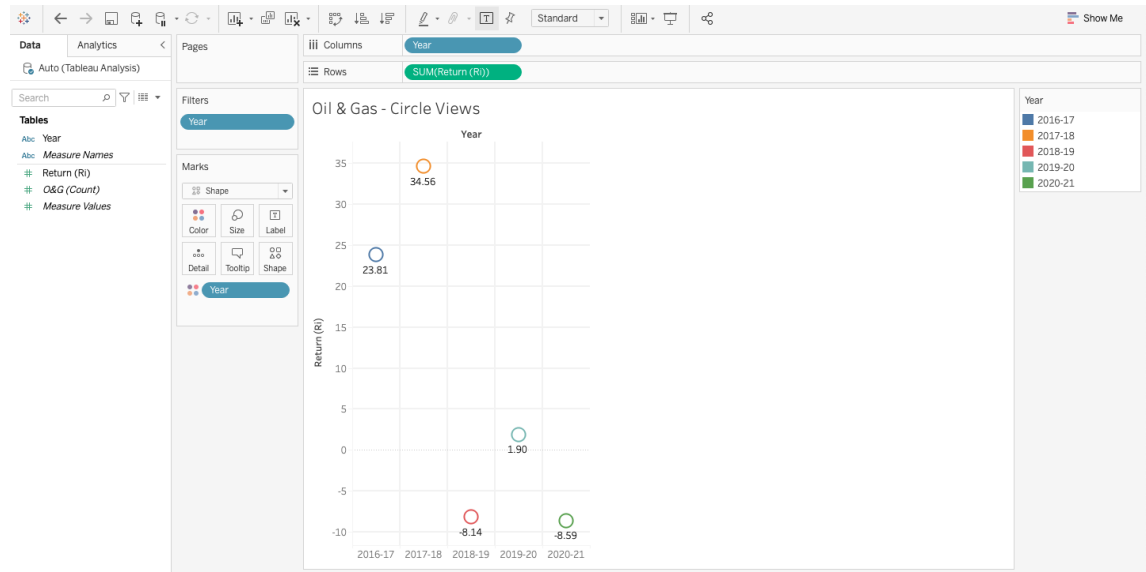 Standard
Show Me
Data
Analytics
Pages
iii Columns
Year
Auto (Tableau Analysis)
Rows
SUM(Return (Ri))
Search
Tables
Abc Year
Abc Measure Names
# Return (Ri)
# O&G (Count)
# Measure Values
Filters
Year
Marks
Shape
Color
Size
Label
Detail
Tooltip
Shape
Year
Oil & Gas - Circle Views
Year
Return (Ri)
35
30
25
20
15
10
5
0
-5
-10
23.81
34.56
-8.14
1.90
-8.59
2016-17
2017-18
2018-19
2019-20
2020-21
Year
2016-17
2017-18
2018-19
2019-20
2020-21